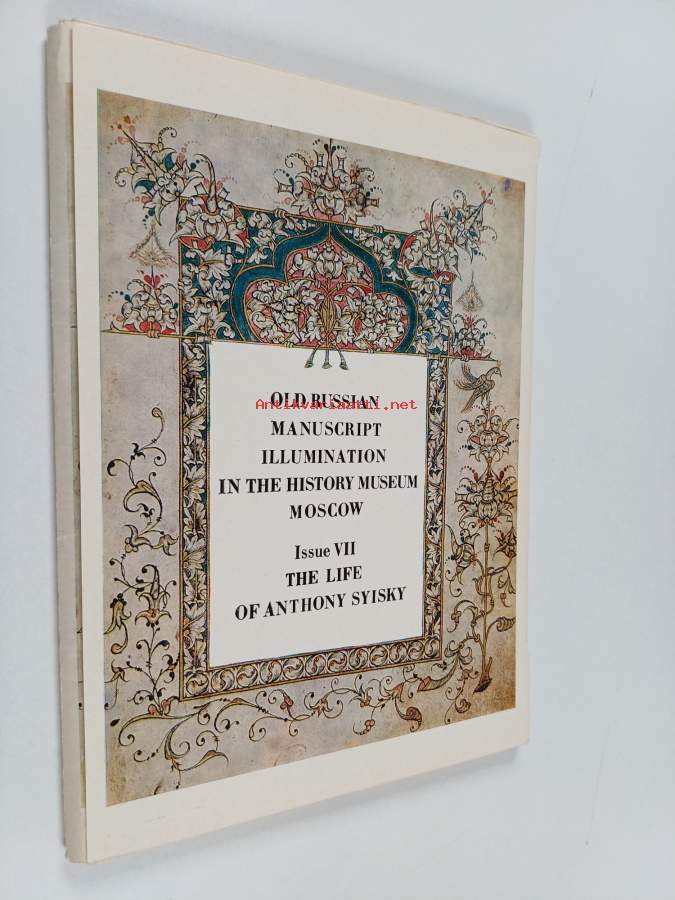 OLD RUSSIAN
Antikvariaatti.net
MANUSCRIPT
ILLUMINATION
IN THE HISTORY MUSEUM
MOSCOW
Issue VII
THE LIFE
OF ANTHONY SYISKY